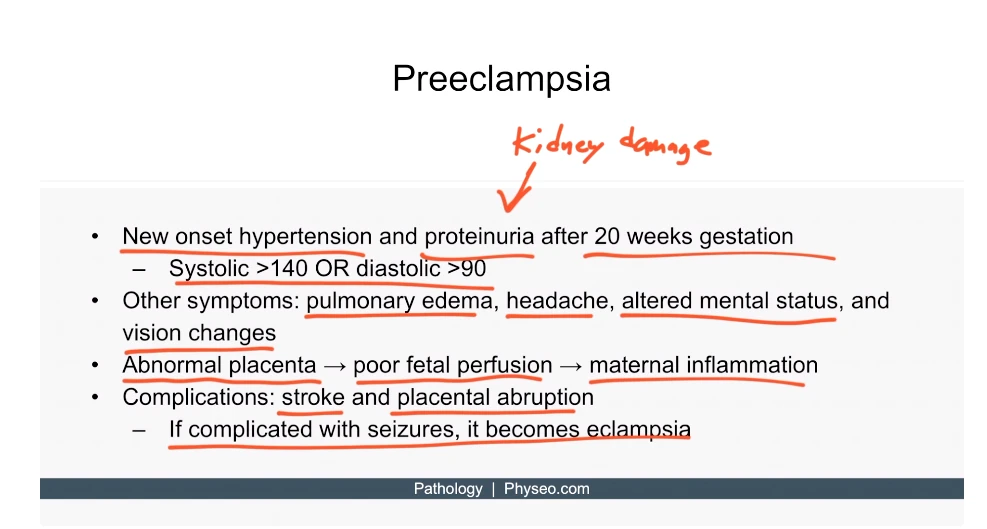 Preeclampsia
Kidney damage
• New onset hypertension and proteinuria after 20 weeks gestation
– Systolic >140 OR diastolic >90
• Other symptoms: pulmonary edema, headache, altered mental status, and
vision changes
• Abnormal placenta → poor fetal perfusion → maternal inflammation
• Complications: stroke and placental abruption
– If complicated with seizures, it becomes eclampsia
Pathology | Physeo.com